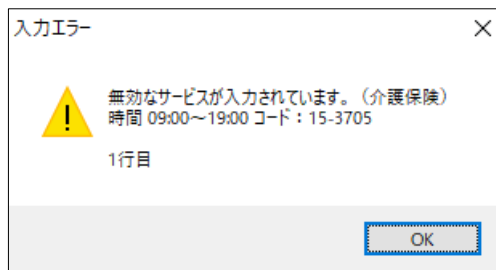 入力エラー
無効なサービスが入力されています。（介護保険）
時間 09:00～19:00 コード：15-3705
1行目
OK